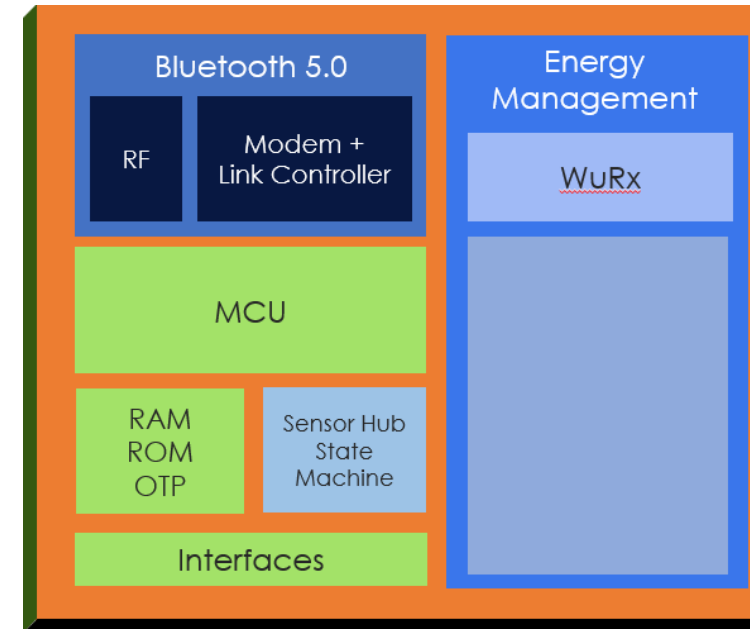 Bluetooth 5.0
RF
Modem +
Link Controller
MCU
RAM
ROM
OTP
Sensor Hub
State
Machine
Interfaces
Energy
Management
WuRx